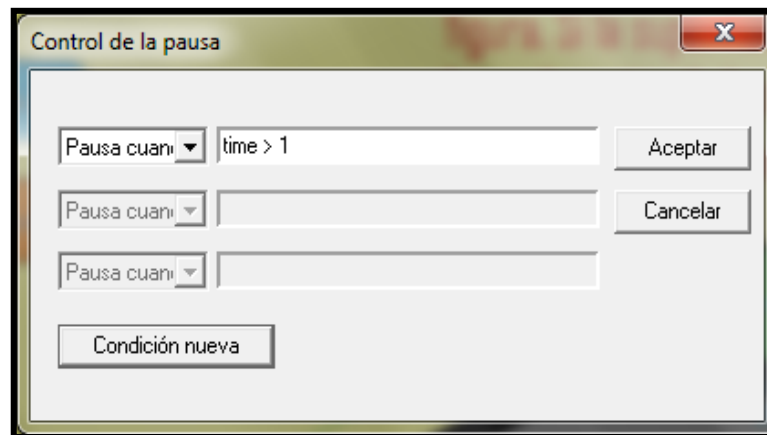 Control de la pausa
Pausa cuan time > 1 Aceptar
Pausa cuan Cancelar
Pausa cuan
Condición nueva